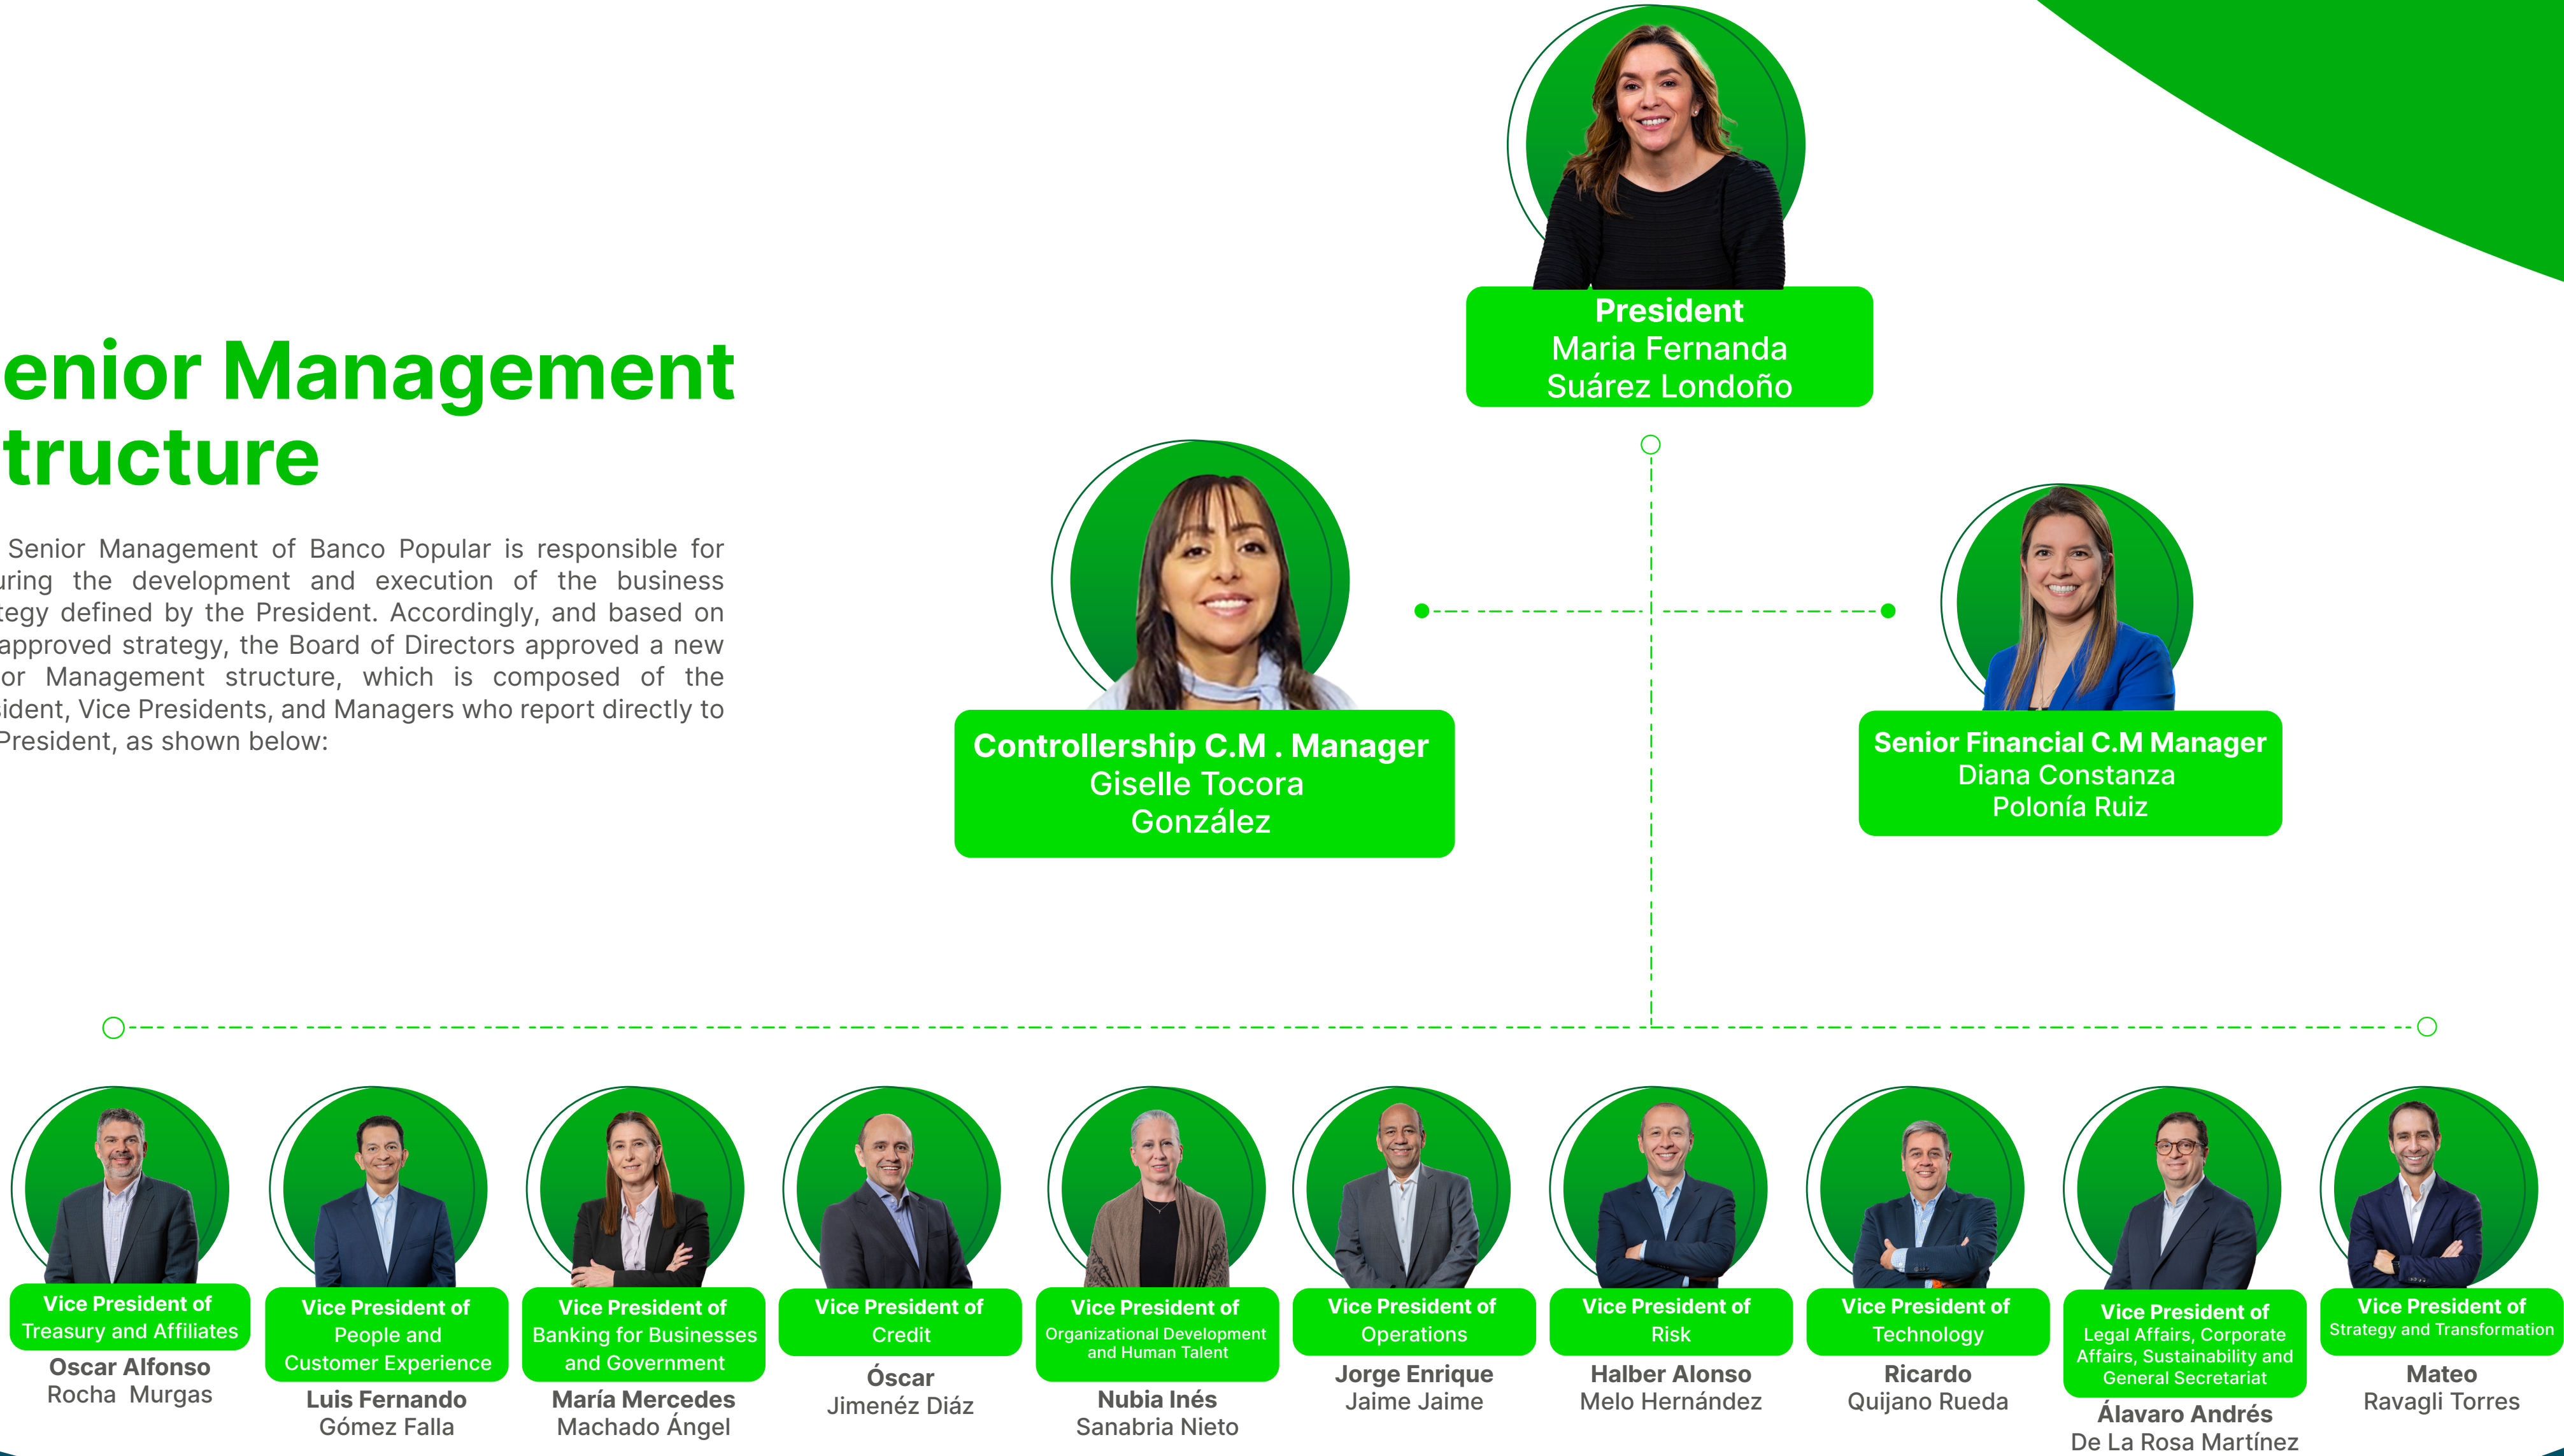 enior Management
tructure
Senior Management of Banco Popular is responsible for
uring the development and execution of the business
tegy defined by the President. Accordingly, and based on
approved strategy, the Board of Directors approved a new
or Management structure, which is composed of the
sident, Vice Presidents, and Managers who report directly to
President, as shown below:
President
Maria Fernanda
Suárez Londoño
Controllership C.M . Manager
Giselle Tocora
González
Senior Financial C.M Manager
Diana Constanza
Polonía Ruiz
Vice President of
Treasury and Affiliates
Oscar Alfonso
Rocha  Murgas
Vice President of
People and
Customer Experience
Luis Fernando
Gómez Falla
Vice President of
Banking for Businesses
and Government
María Mercedes
Machado Ángel
Vice President of
Credit
Óscar
Jimenéz Diáz
Vice President of
Organizational Development
and Human Talent
Nubia Inés
Sanabria Nieto
Vice President of
Operations
Jorge Enrique
Jaime Jaime
Vice President of
Risk
Halber Alonso
Melo Hernández
Vice President of
Technology
Ricardo
Quijano Rueda
Vice President of
Legal Affairs, Corporate
Affairs, Sustainability and
General Secretariat
Álavaro Andrés
De La Rosa Martínez
Vice President of
Strategy and Transformation
Mateo
Ravagli Torres